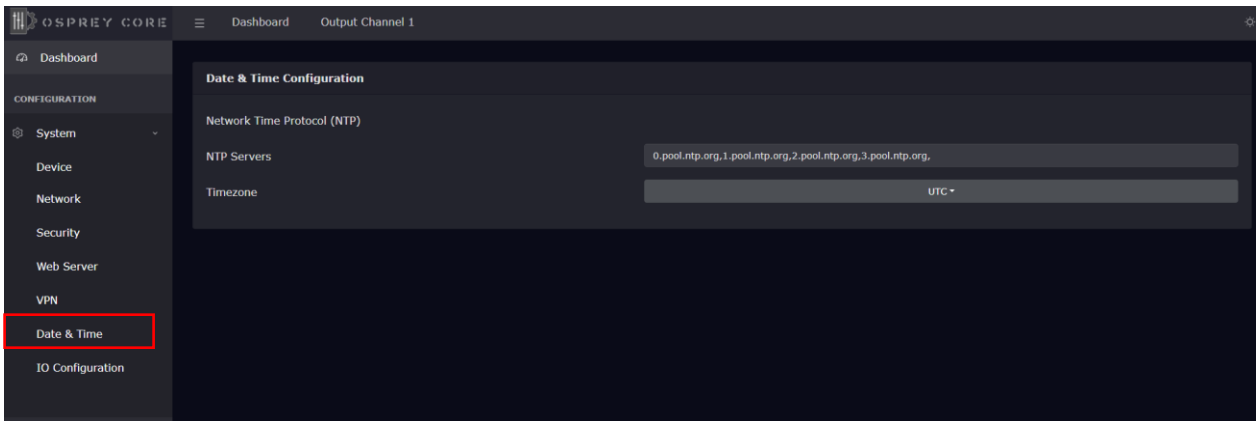 OSPREY CORE
Dashboard Output Channel 1
Dashboard
CONFIGURATION
System
Device
Network
Security
Web Server
VPN
Date & Time
IO Configuration
Date & Time Configuration
Network Time Protocol (NTP)
NTP Servers 0.pool.ntp.org,1.pool.ntp.org,2.pool.ntp.org,3.pool.ntp.org,
Timezone UTC